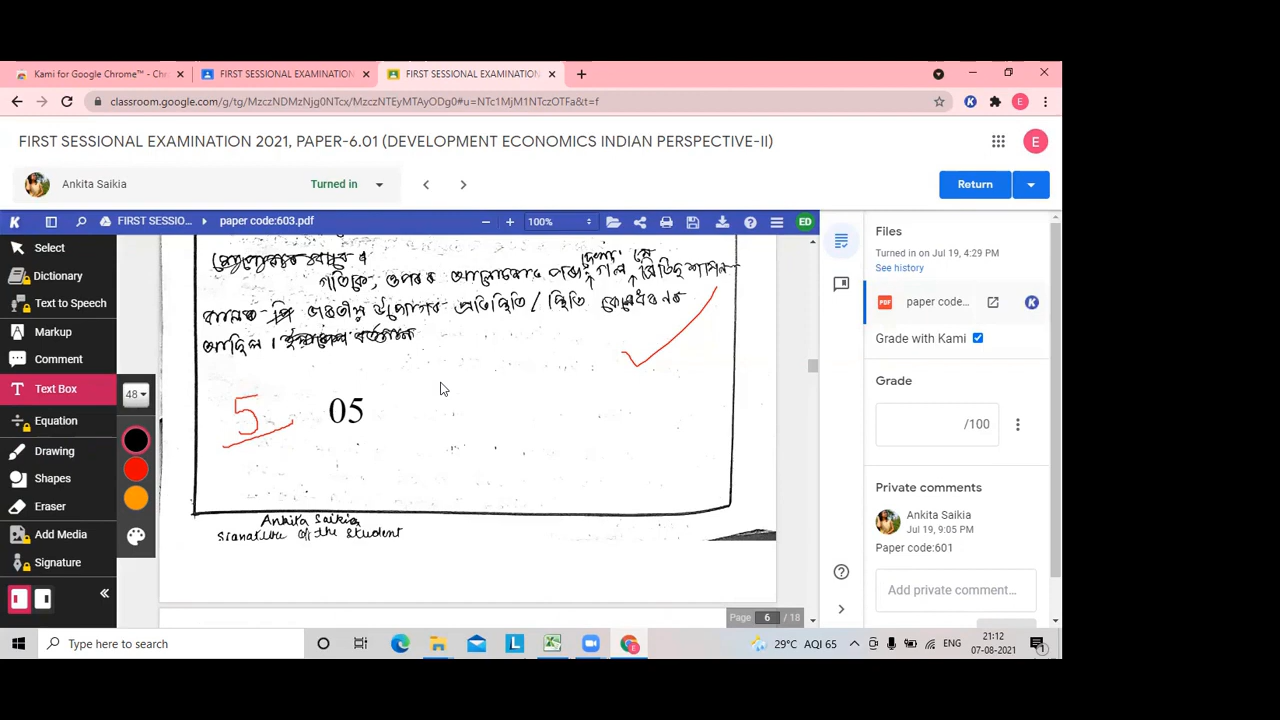 Kami for Google Chrome™ - Chr
FIRST SESSIONAL EXAMINATION
FIRST SESSIONAL EXAMINATION
classroom.google.com/g/tg/MzczNDMzNjg0NTcx/MzczNTEyMTAyODg0#u=NTc1MjM1NTczOTFa&t=f
E
FIRST SESSIONAL EXAMINATION 2021, PAPER-6.01 (DEVELOPMENT ECONOMICS INDIAN PERSPECTIVE-II)
E
Ankita Saikia
Turned in
Return
K
FIRST SESSIO...
paper code:603.pdf
100%
ED
Select
Dictionary
Text to Speech
Markup
Comment
Text Box
48
Equation
Drawing
Shapes
Eraser
Add Media
Signature
আছিল।
5
05
Ankita Saikia
Signature of the student
Page 6 / 18
Files
Turned in on Jul 19, 4:29 PM
See history
PDF
paper code...
Grade with Kami
Grade
/100
Private comments
Ankita Saikia
Jul 19, 9:05 PM
Paper code:601
Add private comment...
Type here to search
29°C AQI 65
ENG
21:12
07-08-2021
1